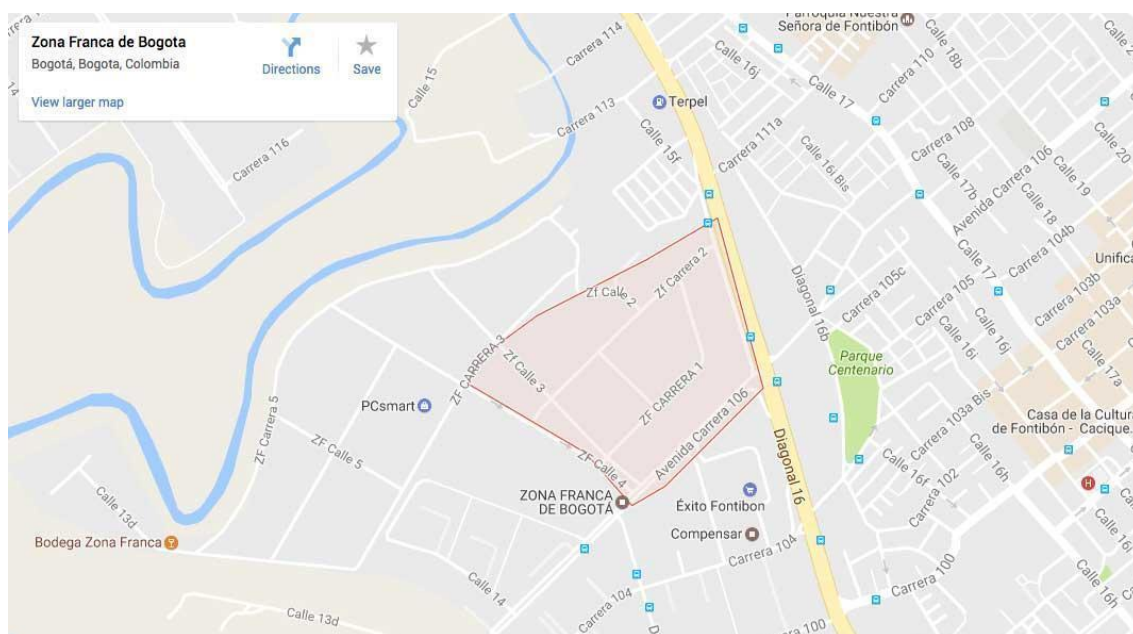 Zona Franca de Bogota
Bogotá, Bogota, Colombia
Directions
Save
View larger map
Parroquia Nuestra
Señora de Fontibón
Carrera 114
Calle 16j
Carrera 110
Calle 18b
Calle 15
Terpel
Calle 17
Carrera 113
Calle 15f
Carrera 111a
Carrera 108
Calle 20
Carrera 116
Calle 16i Bis
Calle 17b
Avenida Carrera 106
Calle 19
Calle 18
Carrera 104b
Zf Carrera 2
Zf Calle 2
Calle 17
Unifica
Diagonal 16b
Carrera 105c
Carrera 105
Carrera 103b
Carrera 103a
ZF CARRERA 3
Zf Calle 3
ZF CARRERA 1
Calle 16i
Calle 16j
Parque
Centenario
Calle 17a
PCsmart
Avenida Carrera 106
Carrera 103a Bis
Casa de la Cultura
de Fontibón - Cacique...
ZF Carrera 5
ZF Calle 5
ZF Calle 4
Diagonal 16
Calle 16f
Carrera 102
Calle 16h
H
ZONA FRANCA
DE BOGOTÁ
Éxito Fontibon
Calle 13d
Bodega Zona Franca
Compensar
Carrera 104
Carrera 100
Calle 16i
Calle 14
Carrera 104
Calle 13d
Carrera 100
Calle 16h